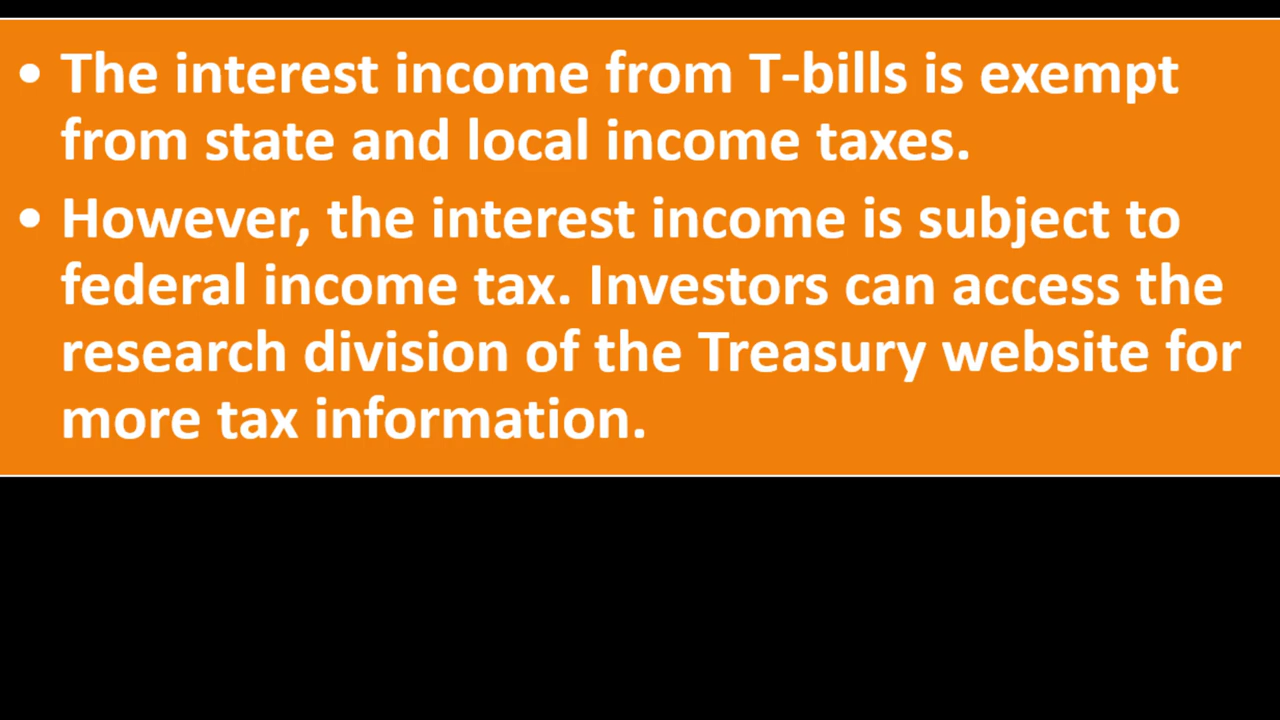 • The interest income from T-bills is exempt
from state and local income taxes.
• However, the interest income is subject to
federal income tax. Investors can access the
research division of the Treasury website for
more tax information.